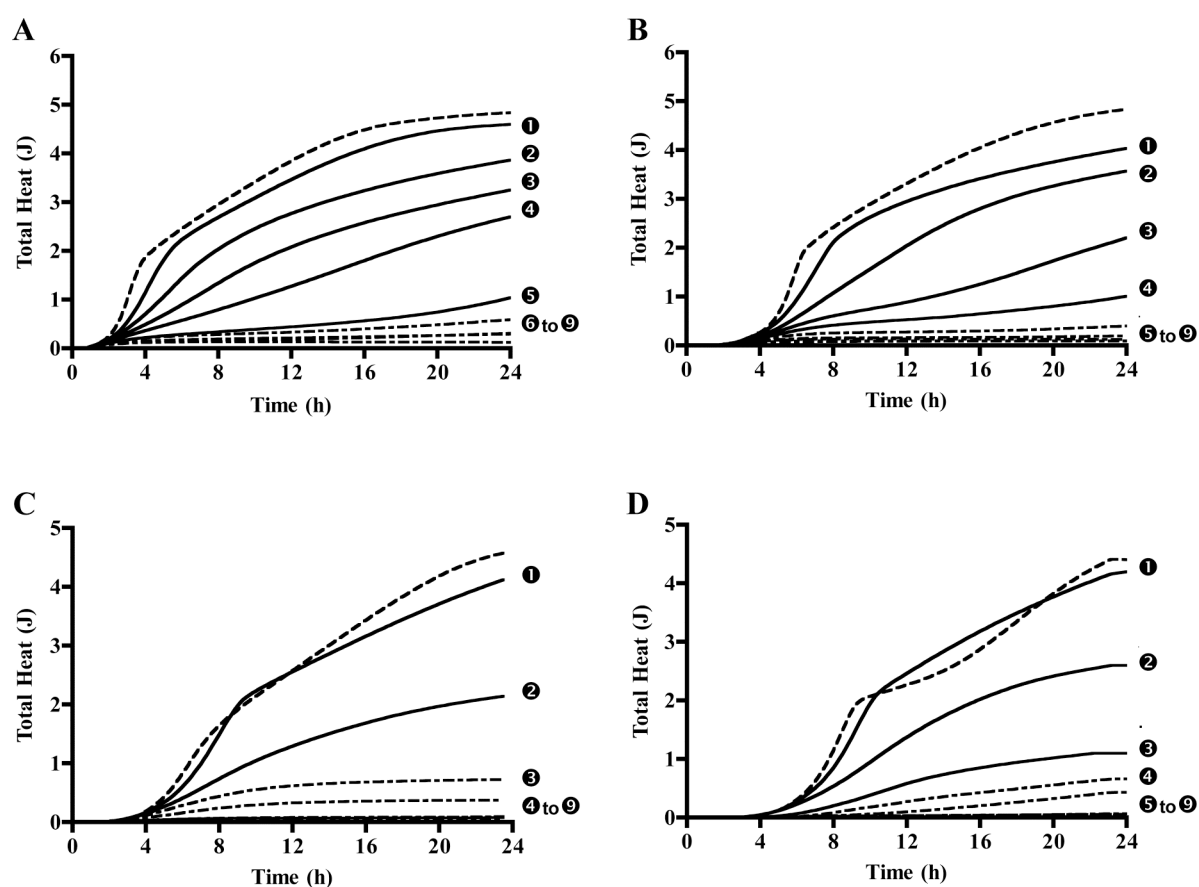 A
Total Heat (J)
6
5
4
3
2
1
0
0 4 8 12 16 20 24
Time (h)
❶
❷
❸
❹
❺
❻ to ❾
B
Total Heat (J)
6
5
4
3
2
1
0
0 4 8 12 16 20 24
Time (h)
❶
❷
❸
❹
❺ to ❾
C
Total Heat (J)
5
4
3
2
1
0
0 4 8 12 16 20 24
Time (h)
❶
❷
❸
❹ to ❾
D
Total Heat (J)
5
4
3
2
1
0
0 4 8 12 16 20 24
Time (h)
❶
❷
❸
❹
❺ to ❾